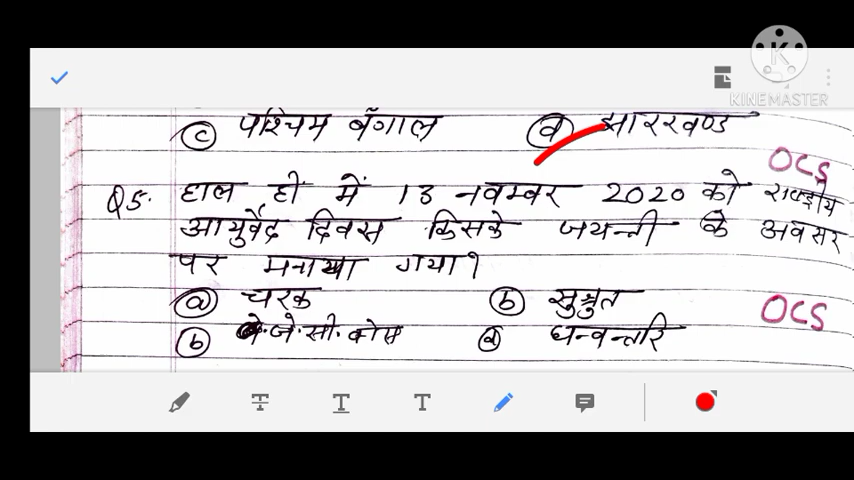 KINEMASTER
(c) पश्चिम बँगाल (d) झारखण्ड
OCS
Q5. हाल ही में 13 नवम्बर 2020 को राष्ट्रीय
आयुर्वेद दिवस किसके जयन्ती के अवसर
पर मनाया गया?
(a) चरक (b) सुश्रुत
OCS
(b) जे.सी. बोस (d) धन्वन्तरि
T T T